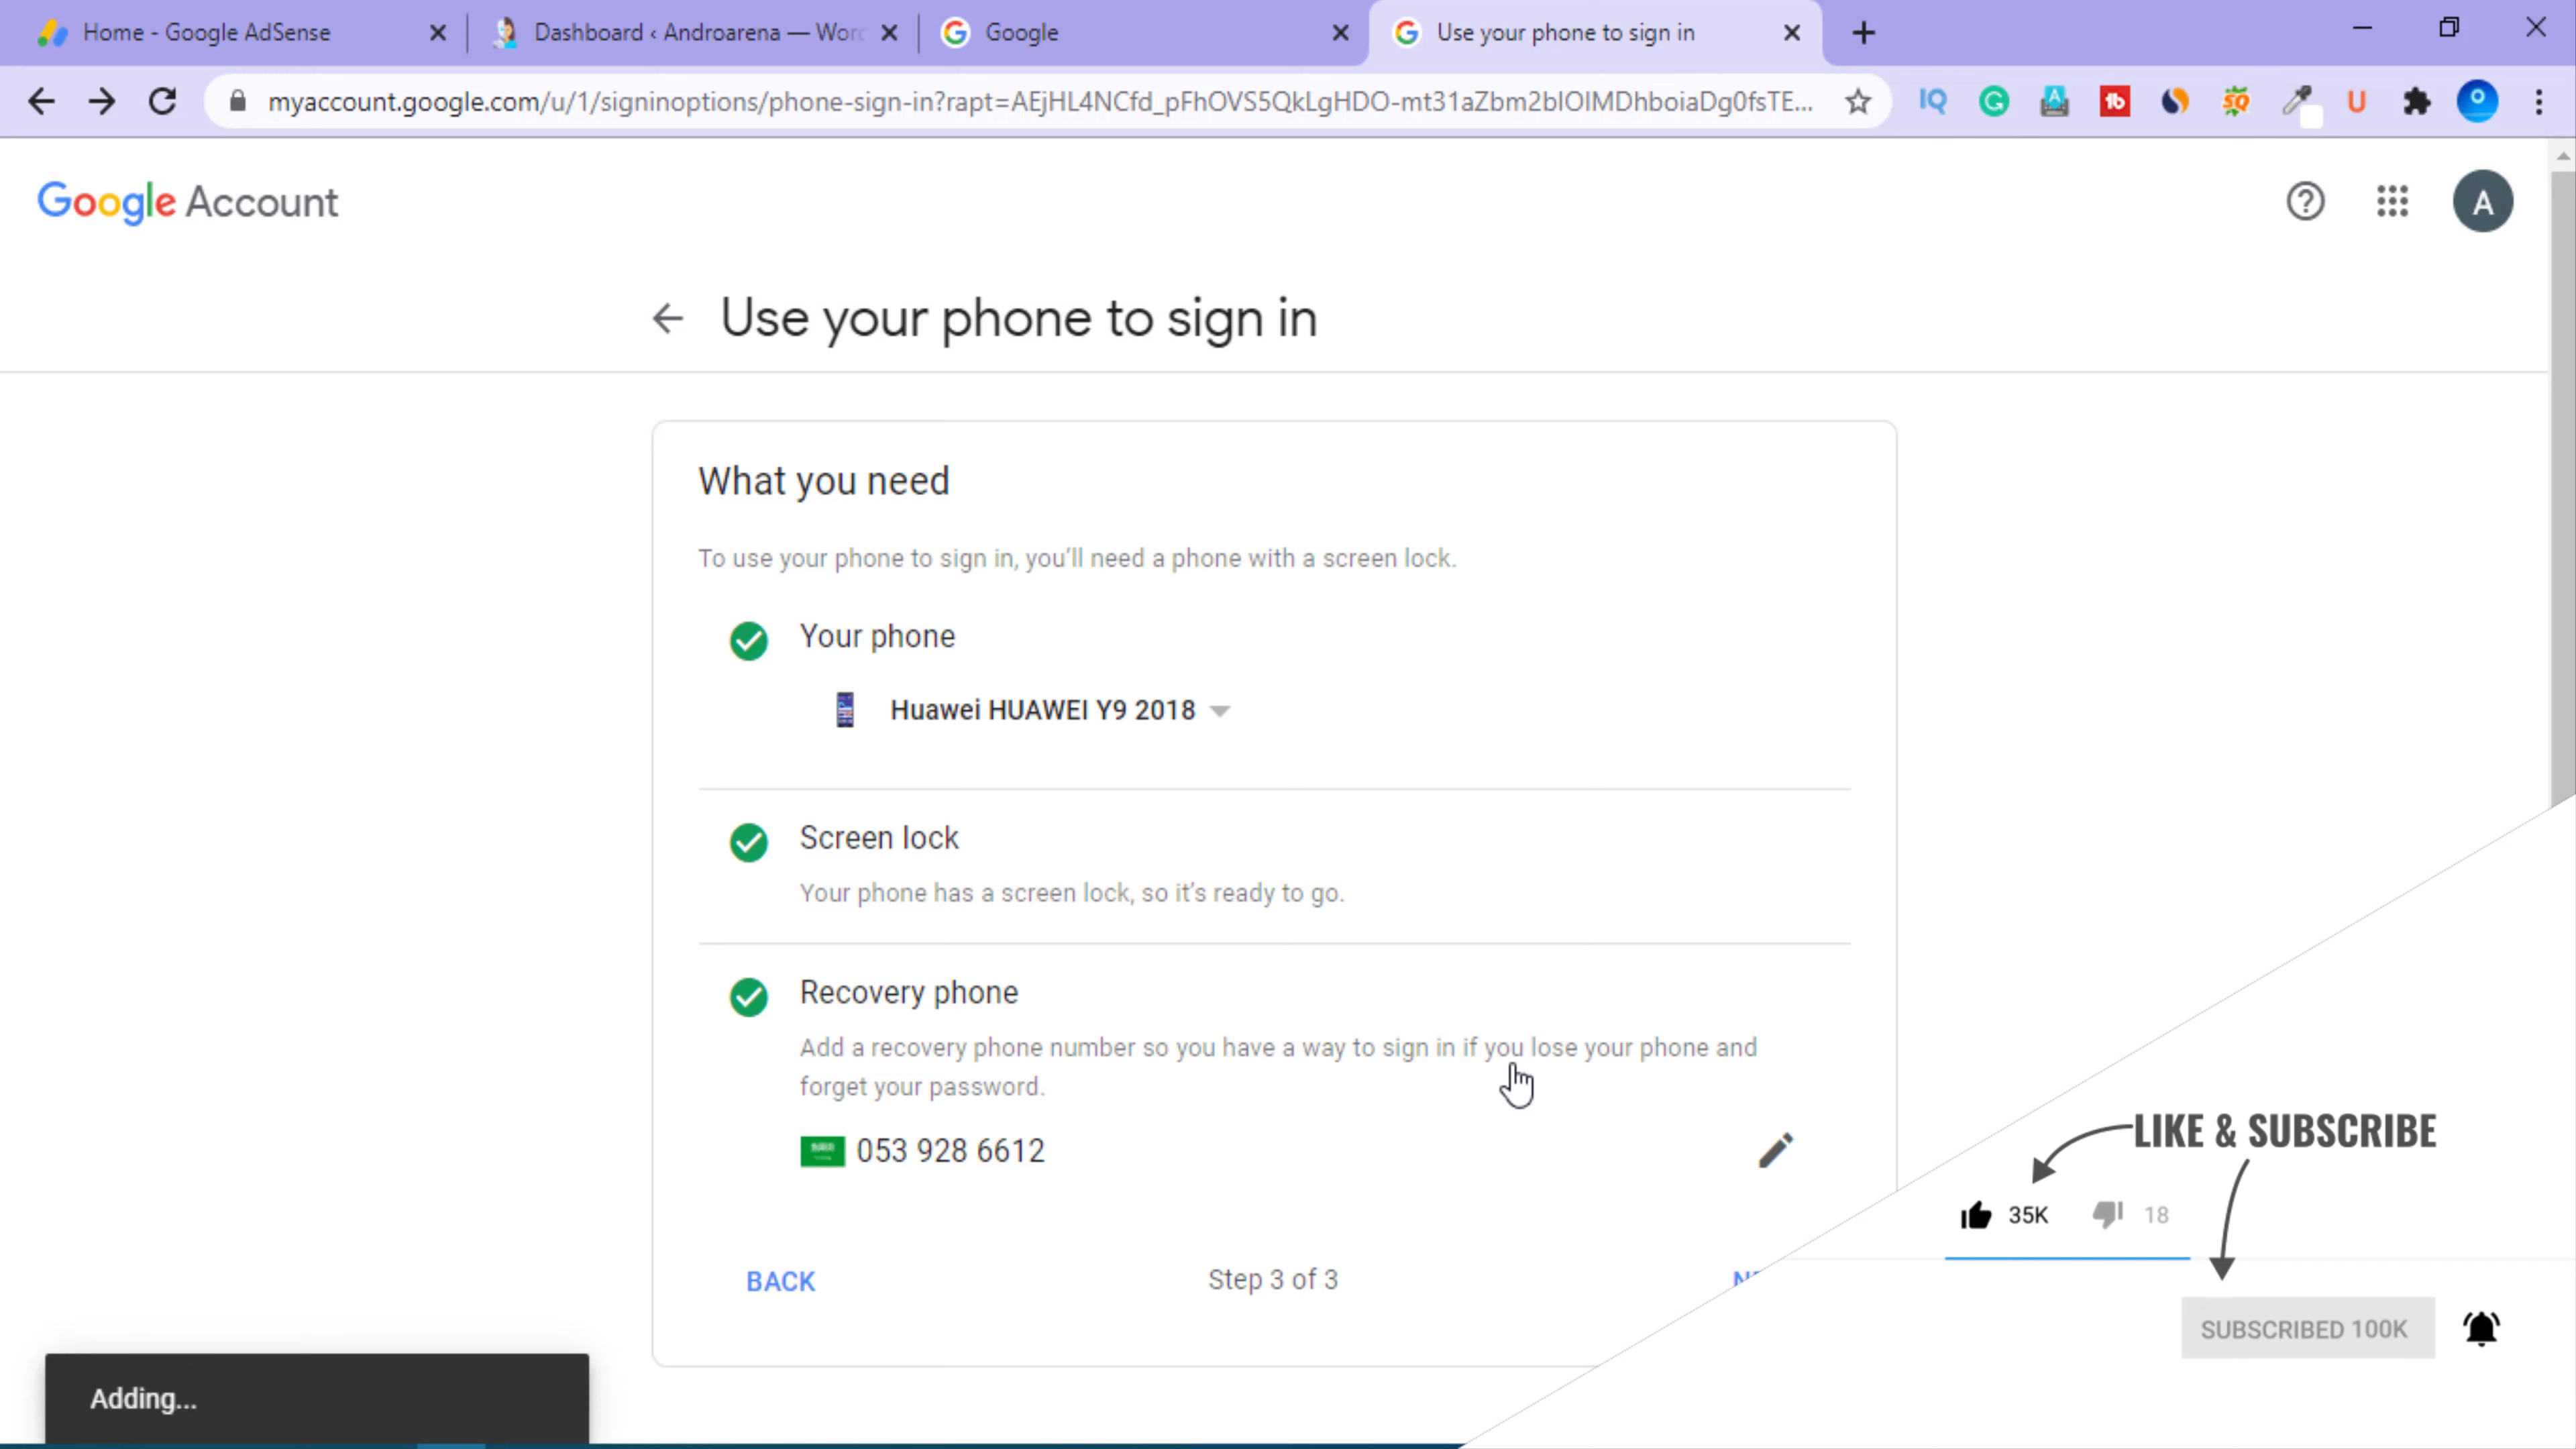 Home - Google AdSense
Dashboard ‹ Androarena — Word
Google
Use your phone to sign in
myaccount.google.com/u/1/signinoptions/phone-sign-in?rapt=AEjHL4NCfd_pFhOVS5QkLgHDO-mt31aZbm2blOIMDhboiaDg0fsTE...
IQ
SQ
U
Google Account
A
Use your phone to sign in
What you need
To use your phone to sign in, you'll need a phone with a screen lock.
Your phone
Huawei HUAWEI Y9 2018
Screen lock
Your phone has a screen lock, so it's ready to go.
Recovery phone
Add a recovery phone number so you have a way to sign in if you lose your phone and
forget your password.
053 928 6612
LIKE & SUBSCRIBE
35K
18
BACK
Step 3 of 3
SUBSCRIBED 100K
Adding...